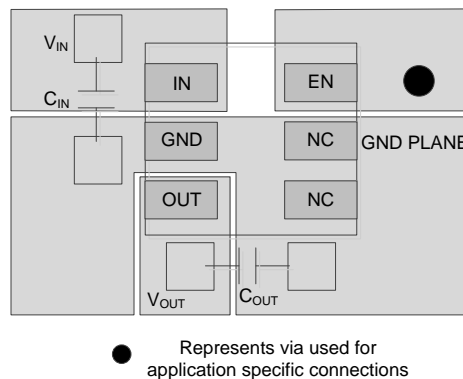 VIN
IN
EN
CIN
GND
NC
GND PLANE
OUT
NC
VOUT
COUT
Represents via used for
application specific connections